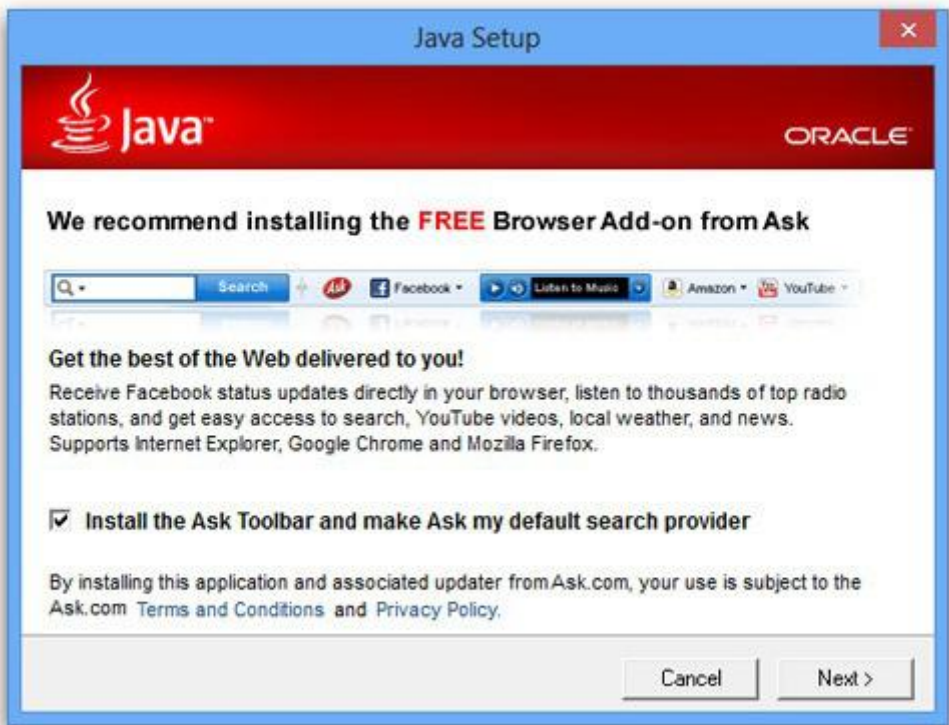 Java Setup
Java™
ORACLE®
We recommend installing the FREE Browser Add-on from Ask
Search Ask Facebook Listen to Music Amazon YouTube
Get the best of the Web delivered to you!
Receive Facebook status updates directly in your browser, listen to thousands of top radio
stations, and get easy access to search, YouTube videos, local weather, and news.
Supports Internet Explorer, Google Chrome and Mozilla Firefox.
Install the Ask Toolbar and make Ask my default search provider
By installing this application and associated updater from Ask.com, your use is subject to the
Ask.com Terms and Conditions and Privacy Policy.
Cancel Next >